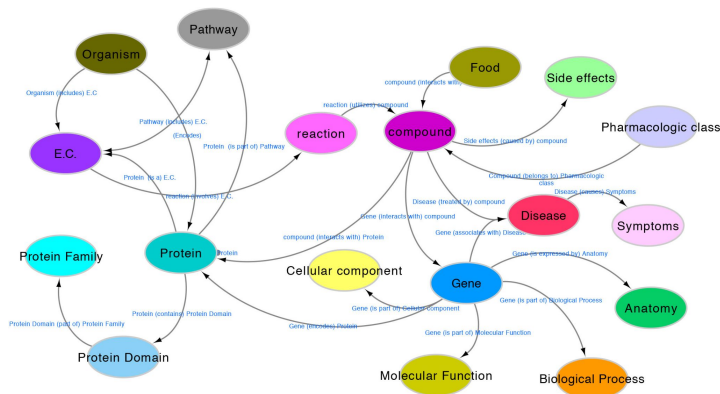 Pathway
Organism
Food
Side effects
compound (interacts with)
Organism (includes) E.C
reaction (utilizes) compound
Pathway (includes) E.C.
Pharmacologic class
reaction
compound
(Encodes)
Side effects (caused by) compound
Protein (is part of) Pathway
E.C.
Protein (is a) E.C.
Compound (belongs to) Pharmacologic
class
reaction (involves) E.C.
Disease (causes) Symptoms
Disease (treated by) compound
Disease
Gene (interacts with) compound
Symptoms
Gene (associates with) Disease
compound (interacts with) Protein
Protein
Protein
Gene (is expressed by) Anatomy
Protein Family
Cellular component
Gene
Gene (is part of) Biological Process
Gene (is part of) Cellular component
Anatomy
Protein (contains) Protein Domain
Gene (encodes) Protein
Protein Domain (part of) Protein Family
Gene (is part of) Molecular Function
Protein Domain
Molecular Function
Biological Process